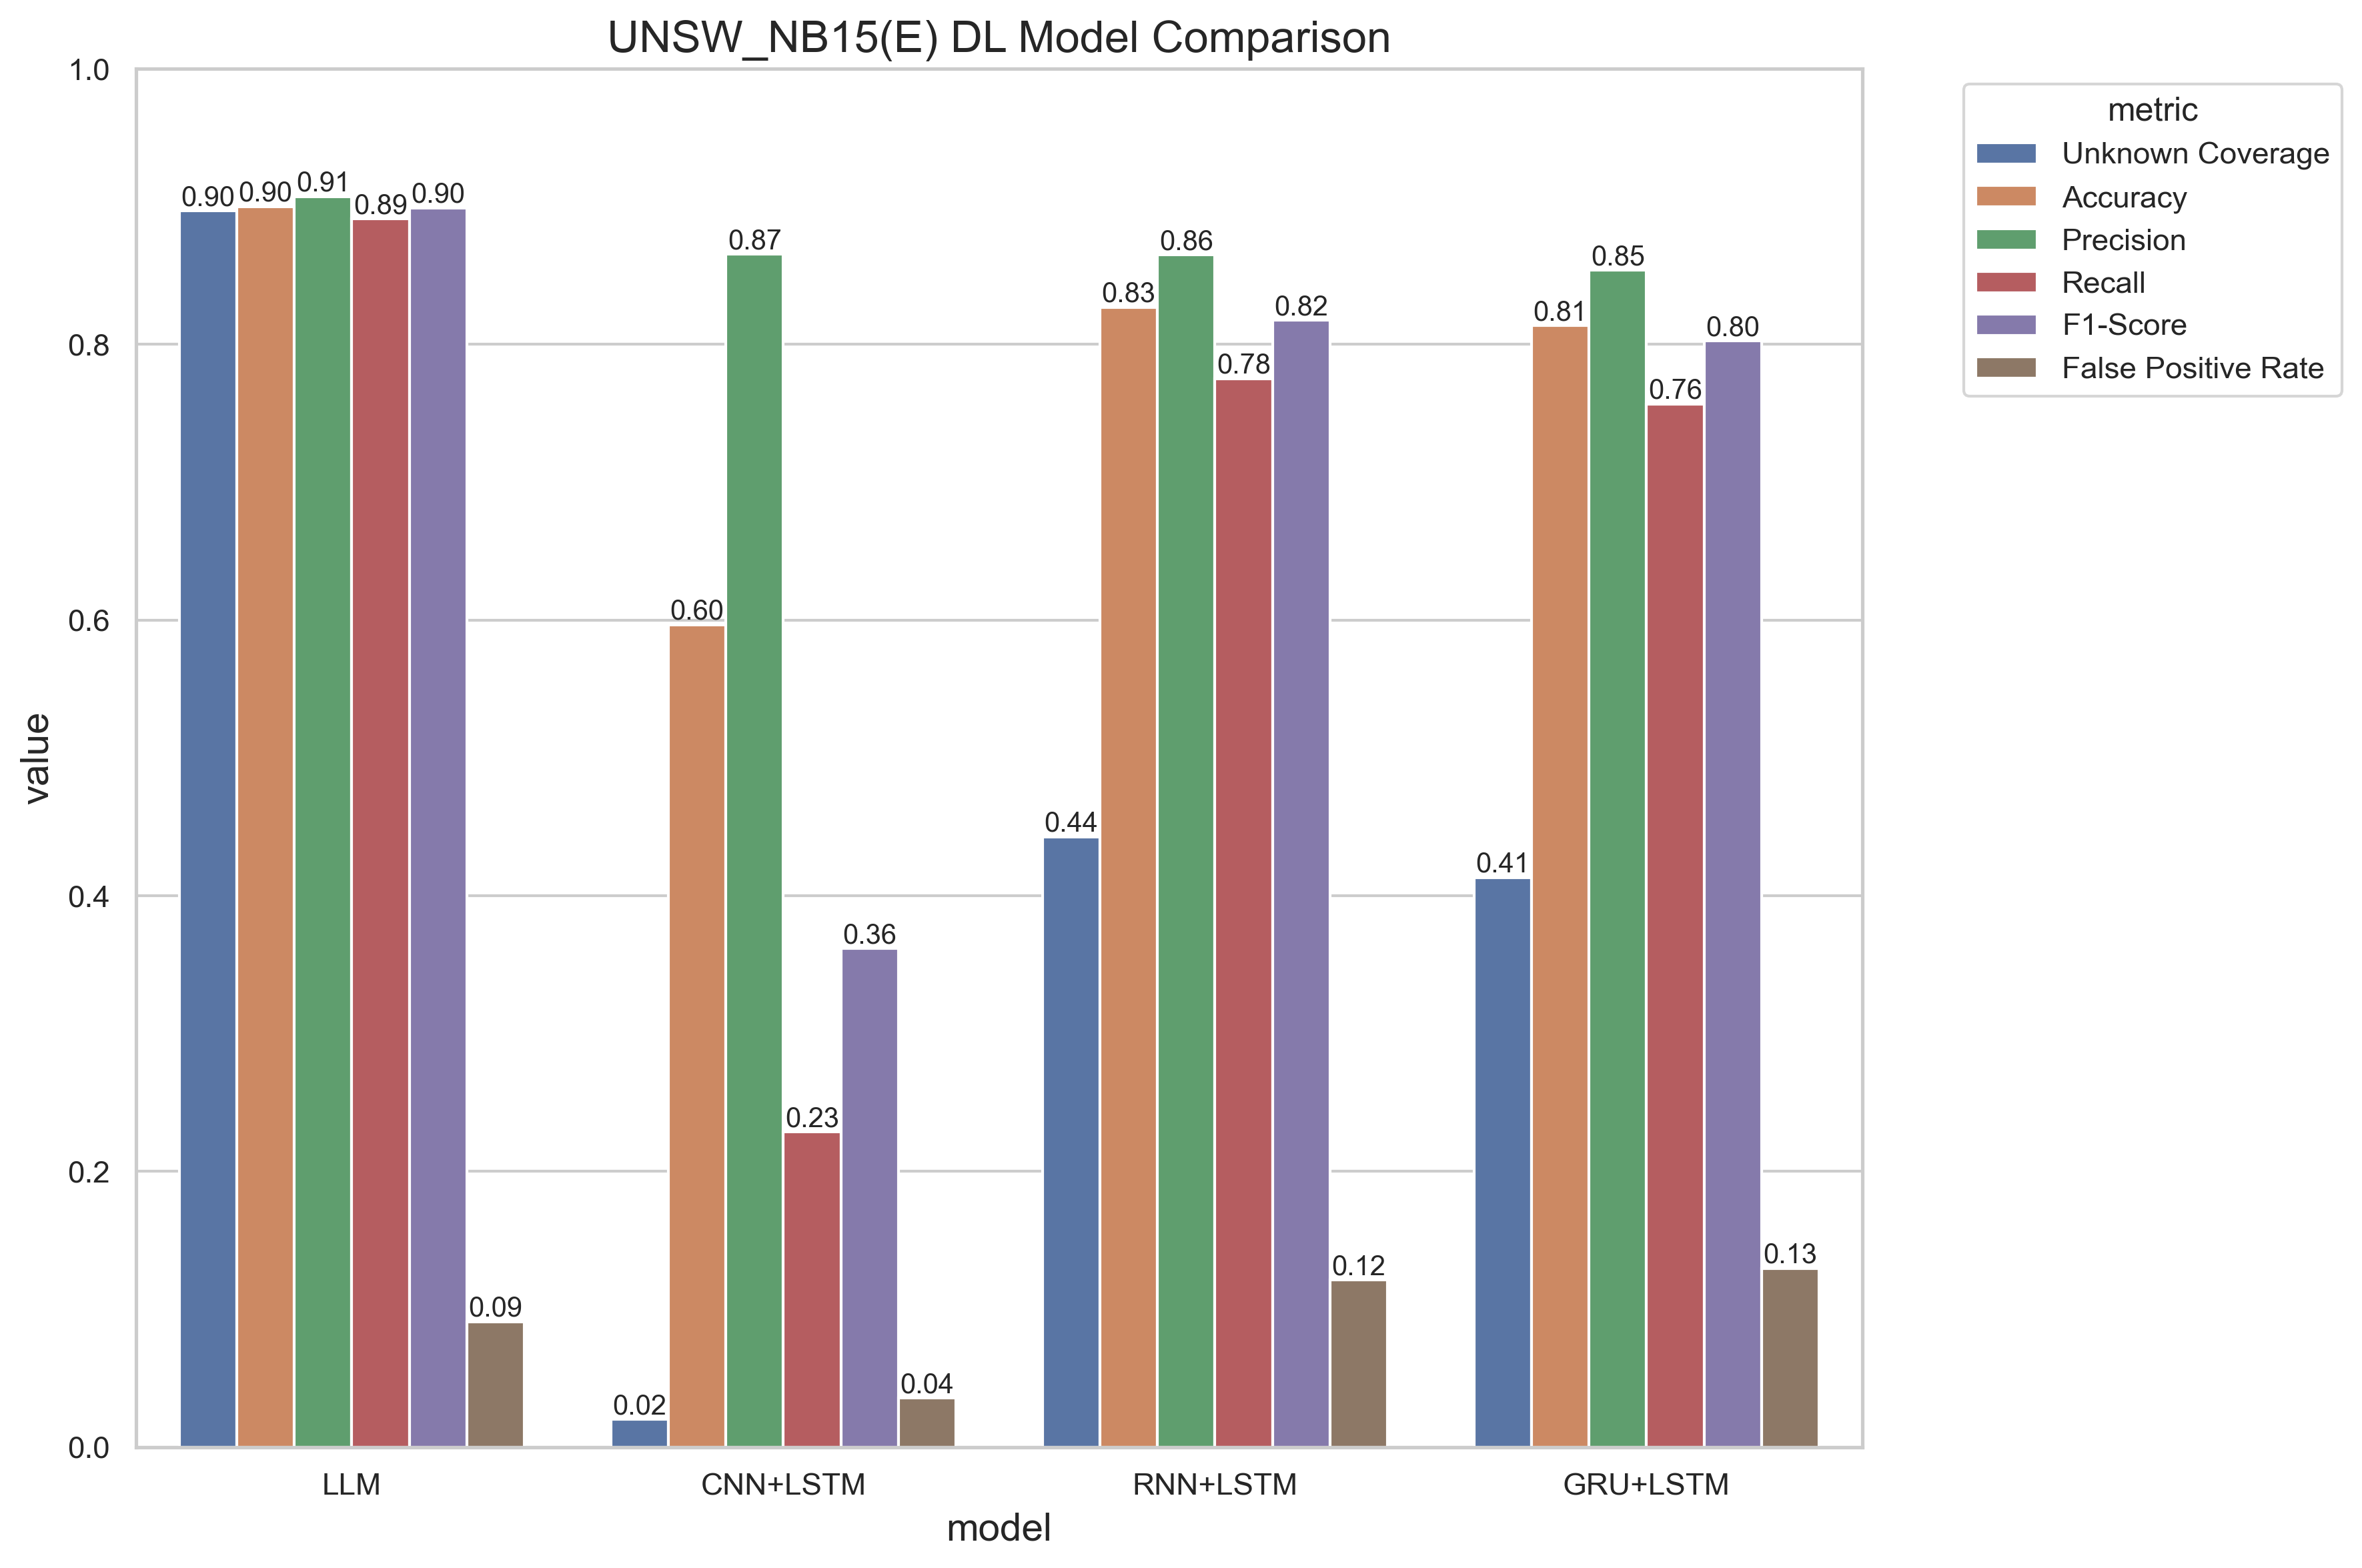 UNSW_NB15(E) DL Model Comparison
1.0
0.8
0.6
0.4
0.2
0.0
value
0.90 0.90 0.91 0.89 0.90 0.09
0.02 0.60 0.87 0.23 0.36 0.04
0.44 0.83 0.86 0.78 0.82 0.12
0.41 0.81 0.85 0.76 0.80 0.13
LLM CNN+LSTM RNN+LSTM GRU+LSTM
model
metric
Unknown Coverage
Accuracy
Precision
Recall
F1-Score
False Positive Rate